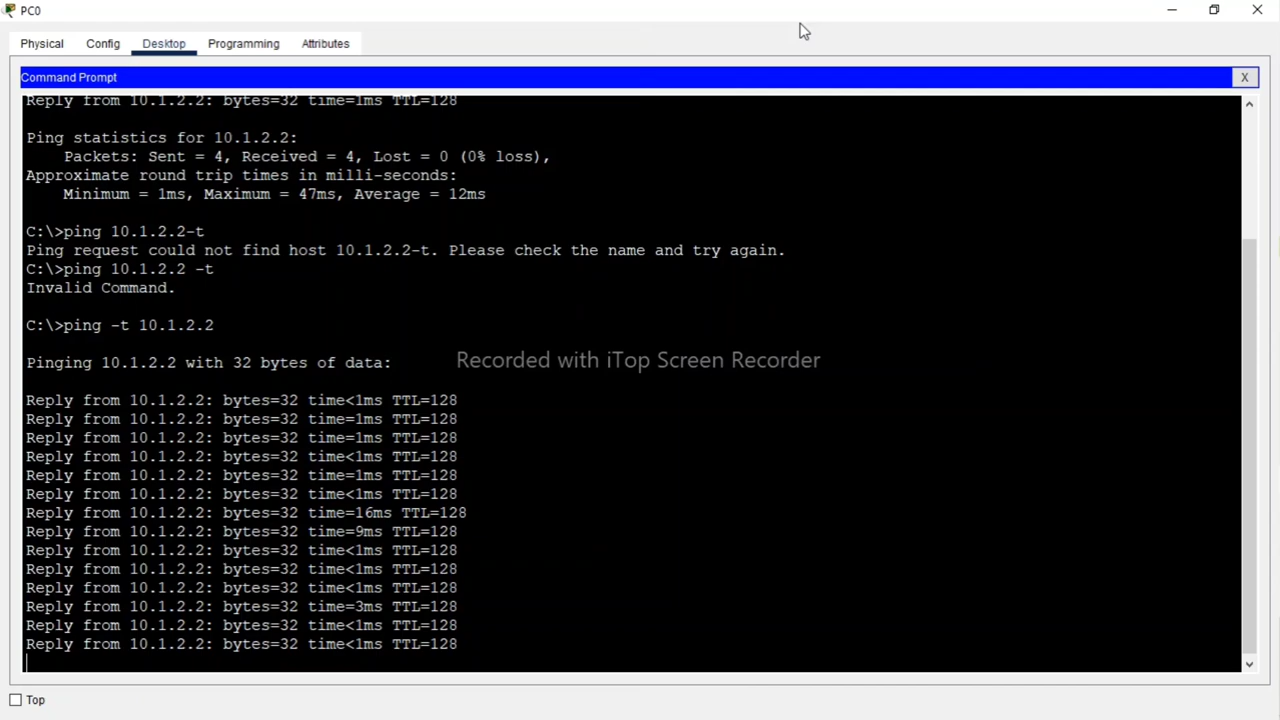 PC0
Physical Config Desktop Programming Attributes
Command Prompt X
Reply from 10.1.2.2: bytes=32 time=1ms TTL=128
Ping statistics for 10.1.2.2:
Packets: Sent = 4, Received = 4, Lost = 0 (0% loss),
Approximate round trip times in milli-seconds:
Minimum = 1ms, Maximum = 47ms, Average = 12ms
C:\>ping 10.1.2.2-t
Ping request could not find host 10.1.2.2-t. Please check the name and try again.
C:\>ping 10.1.2.2 -t
Invalid Command.
C:\>ping -t 10.1.2.2
Pinging 10.1.2.2 with 32 bytes of data:
Recorded with iTop Screen Recorder
Reply from 10.1.2.2: bytes=32 time<1ms TTL=128
Reply from 10.1.2.2: bytes=32 time=1ms TTL=128
Reply from 10.1.2.2: bytes=32 time=1ms TTL=128
Reply from 10.1.2.2: bytes=32 time<1ms TTL=128
Reply from 10.1.2.2: bytes=32 time=1ms TTL=128
Reply from 10.1.2.2: bytes=32 time<1ms TTL=128
Reply from 10.1.2.2: bytes=32 time=16ms TTL=128
Reply from 10.1.2.2: bytes=32 time=9ms TTL=128
Reply from 10.1.2.2: bytes=32 time<1ms TTL=128
Reply from 10.1.2.2: bytes=32 time<1ms TTL=128
Reply from 10.1.2.2: bytes=32 time<1ms TTL=128
Reply from 10.1.2.2: bytes=32 time=3ms TTL=128
Reply from 10.1.2.2: bytes=32 time<1ms TTL=128
Reply from 10.1.2.2: bytes=32 time<1ms TTL=128
Top